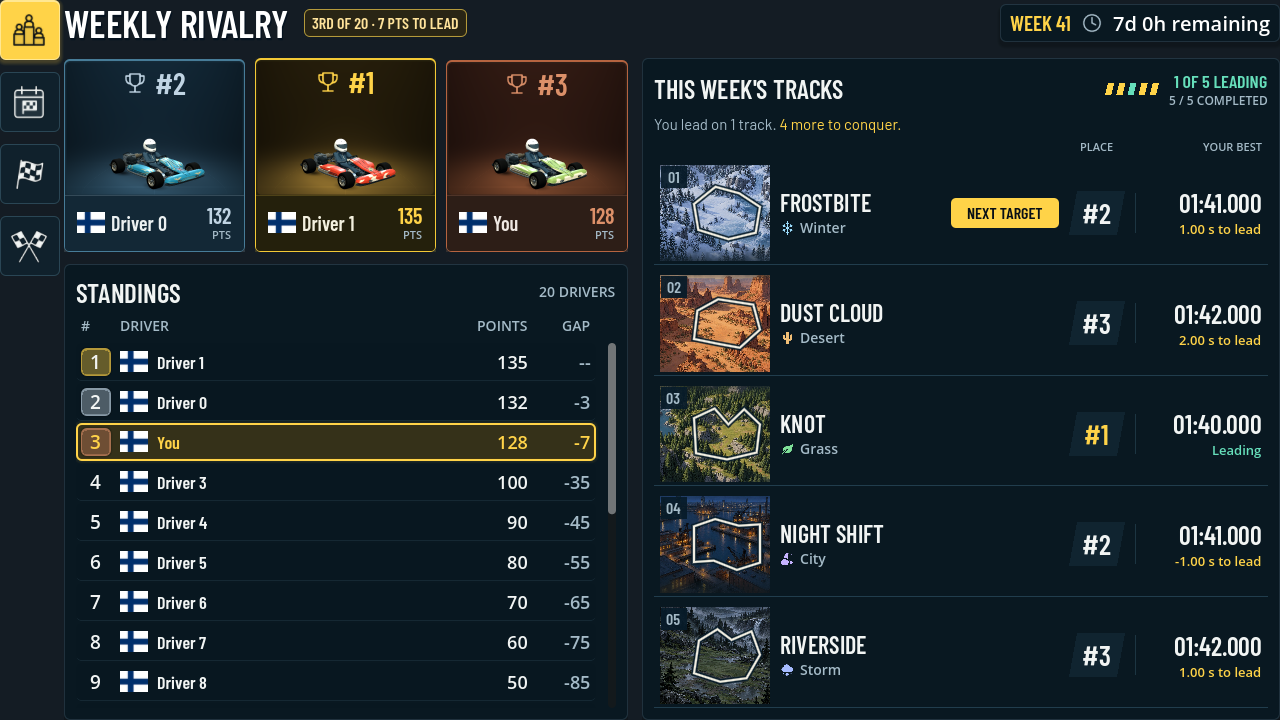 WEEKLY RIVALRY
3RD OF 20 · 7 PTS TO LEAD
WEEK 41
7d 0h remaining
#2
Driver 0
132
PTS
#1
Driver 1
135
PTS
#3
You
128
PTS
STANDINGS
20 DRIVERS
# DRIVER POINTS GAP
1 Driver 1 135 --
2 Driver 0 132 -3
3 You 128 -7
4 Driver 3 100 -35
5 Driver 4 90 -45
6 Driver 5 80 -55
7 Driver 6 70 -65
8 Driver 7 60 -75
9 Driver 8 50 -85
THIS WEEK'S TRACKS
1 OF 5 LEADING
5 / 5 COMPLETED
You lead on 1 track. 4 more to conquer.
PLACE YOUR BEST
01
FROSTBITE
Winter
NEXT TARGET
#2
01:41.000
1.00 s to lead
02
DUST CLOUD
Desert
#3
01:42.000
2.00 s to lead
03
KNOT
Grass
#1
01:40.000
Leading
04
NIGHT SHIFT
City
#2
01:41.000
-1.00 s to lead
05
RIVERSIDE
Storm
#3
01:42.000
1.00 s to lead